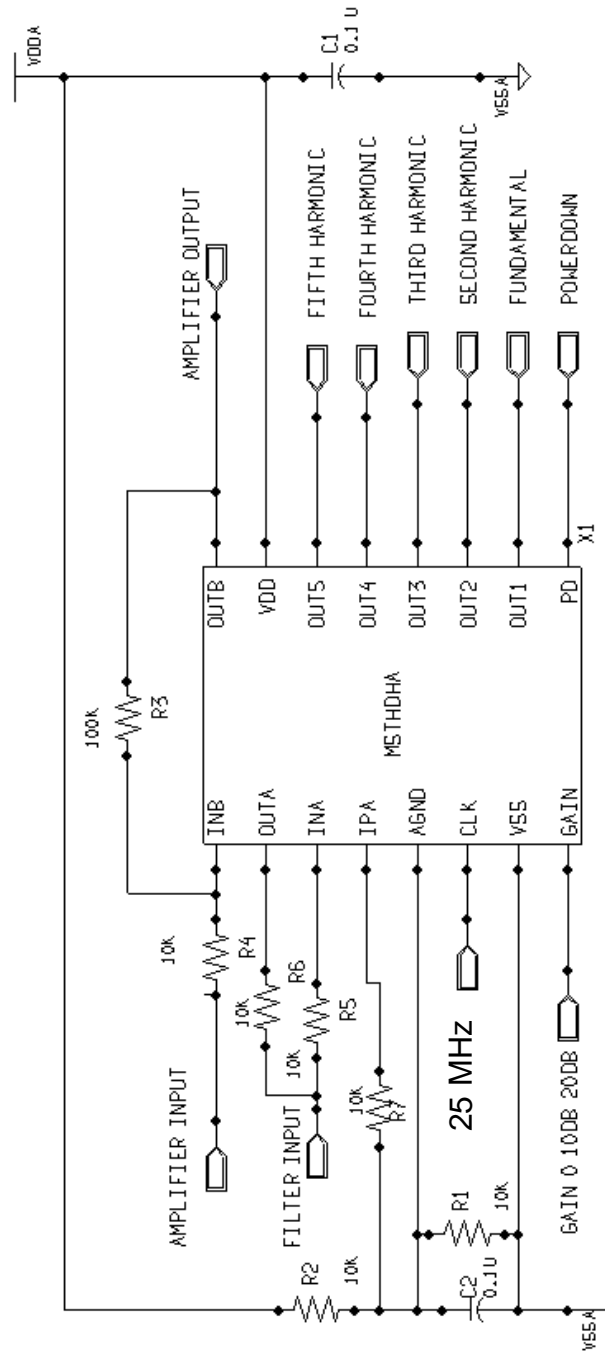 VDDA
C1
0.1U
VSSA
AMPLIFIER OUTPUT
FIFTH HARMONIC
FOURTH HARMONIC
THIRD HARMONIC
SECOND HARMONIC
FUNDAMENTAL
POWERDOWN
X1
100K
R3
MSTHDHA
OUTB
VDD
OUT5
OUT4
OUT3
OUT2
OUT1
PD
INB
OUTA
INA
IPA
AGND
CLK
VSS
GAIN
10K
R4
10K
R6
10K
R5
10K
R7
AMPLIFIER INPUT
FILTER INPUT
25 MHz
GAIN 0 10DB 20DB
R2
10K
R1
10K
C2
0.1U
VSSA